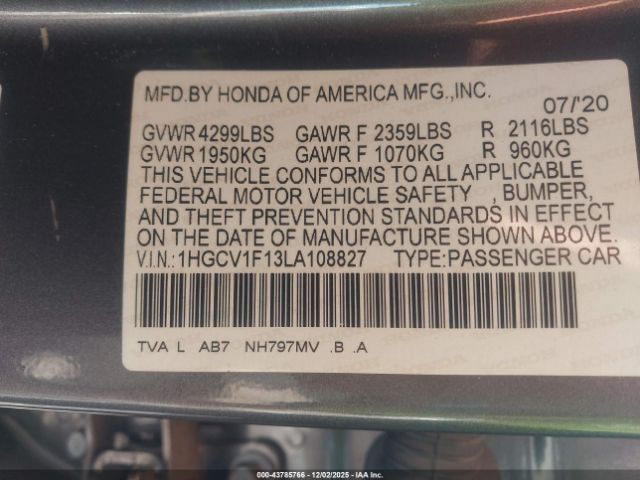 MFD.BY HONDA OF AMERICA MFG.,INC.
07/'20
GVWR 4299LBS GAWR F 2359LBS R 2116LBS
GVWR 1950KG GAWR F 1070KG R 960KG
THIS VEHICLE CONFORMS TO ALL APPLICABLE
FEDERAL MOTOR VEHICLE SAFETY , BUMPER,
AND THEFT PREVENTION STANDARDS IN EFFECT
ON THE DATE OF MANUFACTURE SHOWN ABOVE.
V.I.N.: 1HGCV1F13LA108827 TYPE:PASSENGER CAR
TVA L AB7 NH797MV .B .A
000-43785766 - 12/02/2025 - IAAI, Inc.